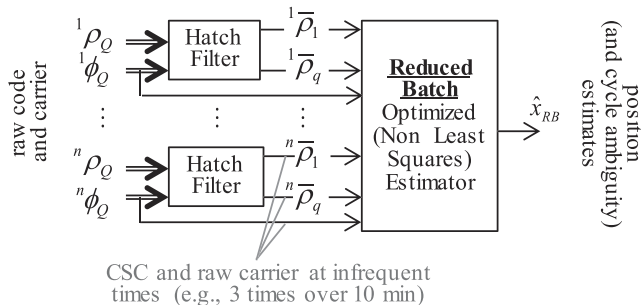 raw code
and carrier
¹ρ_Q
¹ϕ_Q
⋮
ⁿρ_Q
ⁿϕ_Q
Hatch
Filter
⋮
Hatch
Filter
¹ρ̅₁
¹ρ̅_q
⋮
ⁿρ̅₁
ⁿρ̅_q
Reduced
Batch
Optimized
(Non Least
Squares)
Estimator
x̂_RB
position
(and cycle ambiguity)
estimates
CSC and raw carrier at infrequent
times (e.g., 3 times over 10 min)